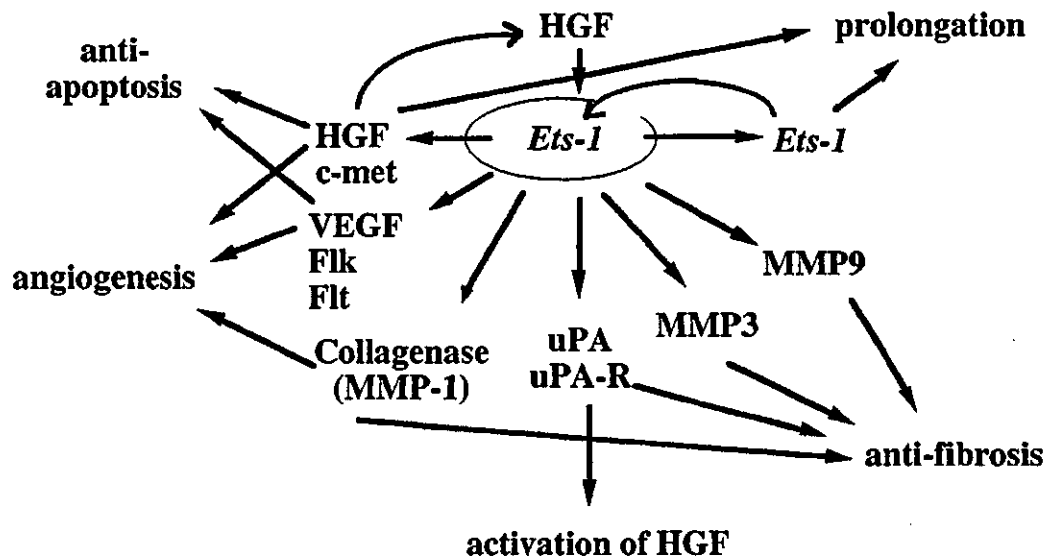 HGF
prolongation
anti-
apoptosis
HGF
c-met
Ets-1
Ets-1
VEGF
Flk
Flt
angiogenesis
MMP9
MMP3
uPA
uPA-R
Collagenase
(MMP-1)
anti-fibrosis
activation of HGF